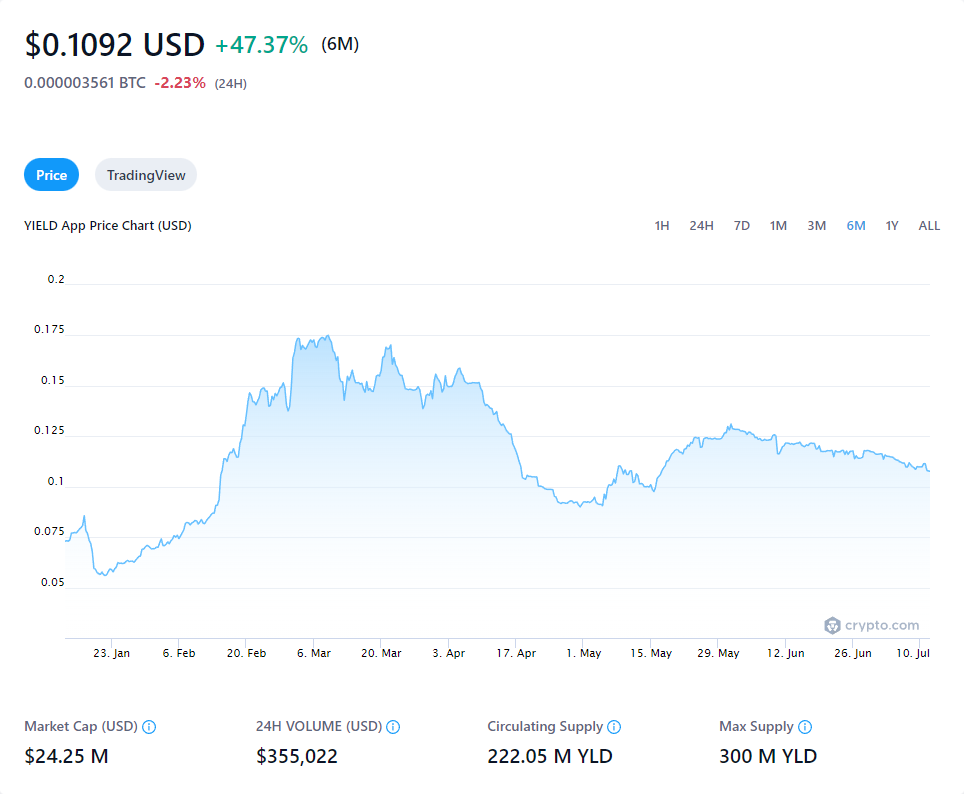 $0.1092 USD +47.37% (6M)
0.000003561 BTC -2.23% (24H)
Price TradingView
YIELD App Price Chart (USD) 1H 24H 7D 1M 3M 6M 1Y ALL
0.2
0.175
0.15
0.125
0.1
0.075
0.05
crypto.com
23. Jan 6. Feb 20. Feb 6. Mar 20. Mar 3. Apr 17. Apr 1. May 15. May 29. May 12. Jun 26. Jun 10. Jul
Market Cap (USD) 24H VOLUME (USD) Circulating Supply Max Supply
$24.25 M $355,022 222.05 M YLD 300 M YLD